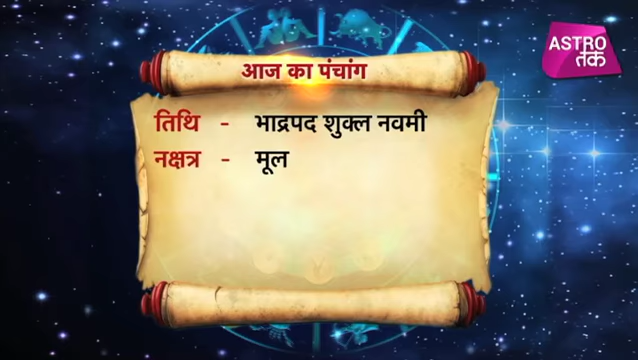 ASTRO
तक
आज का पंचांग
तिथि - भाद्रपद शुक्ल नवमी
नक्षत्र - मूल